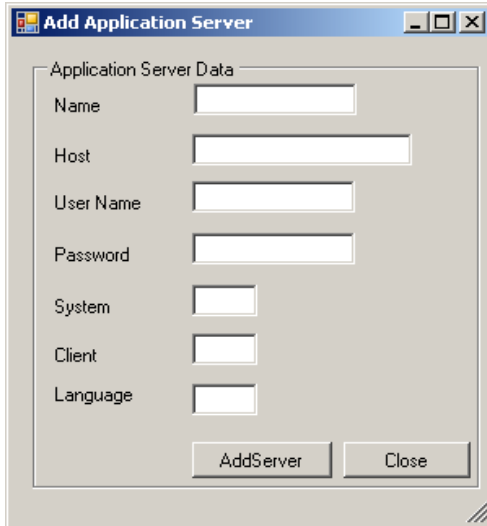 Add Application Server
Application Server Data
Name
Host
User Name
Password
System
Client
Language
AddServer Close